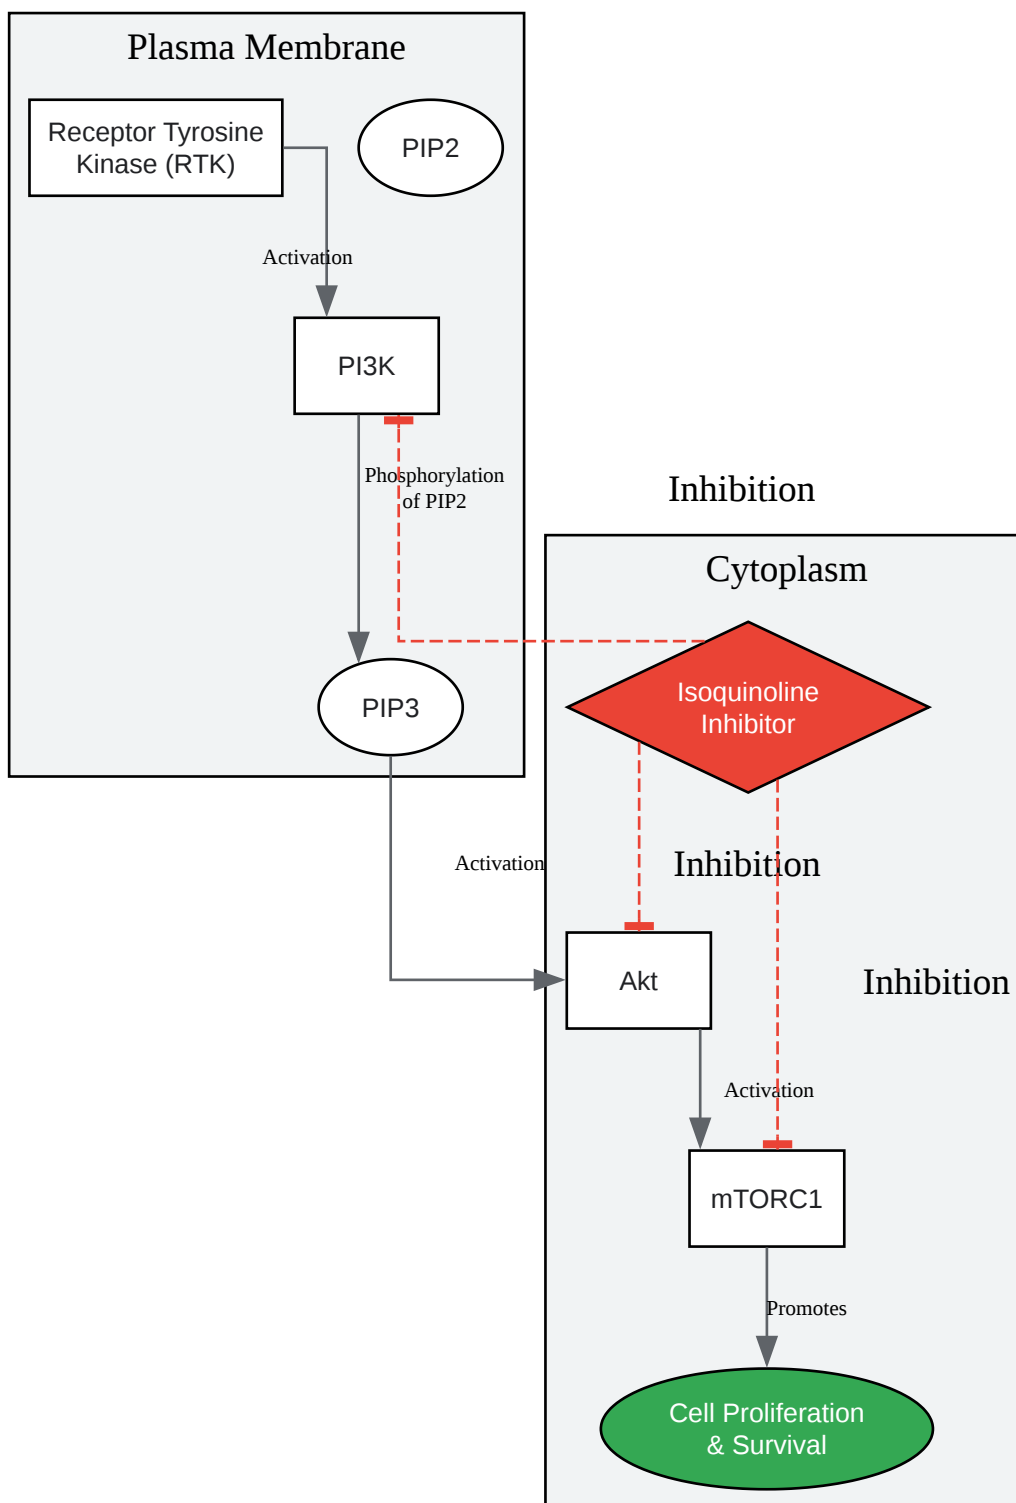 Plasma Membrane
Receptor Tyrosine
Kinase (RTK)
PIP2
Activation
PI3K
Phosphorylation
of PIP2
Inhibition
Cytoplasm
Isoquinoline
Inhibitor
PIP3
Activation
Inhibition
Akt
Inhibition
Activation
mTORC1
Promotes
Cell Proliferation
& Survival